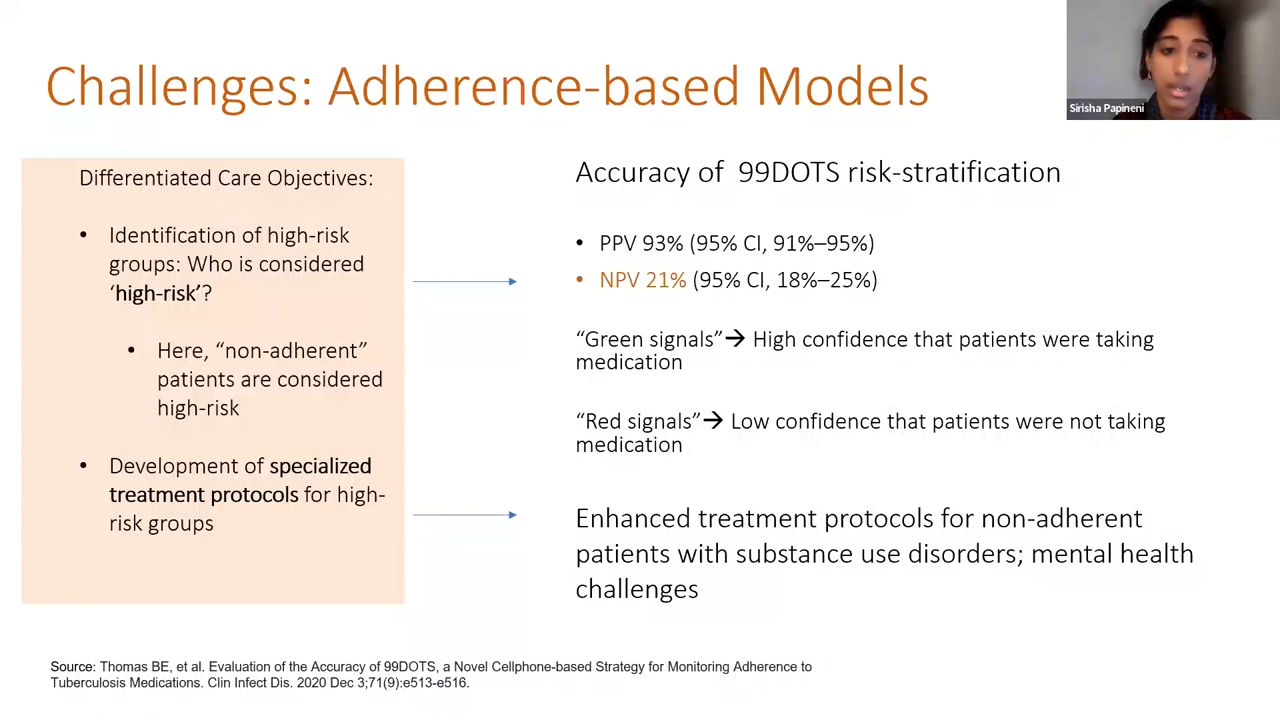 Challenges: Adherence-based Models
Sirisha Papineni
Differentiated Care Objectives:
• Identification of high-risk
groups: Who is considered
‘high-risk’?
• Here, “non-adherent”
patients are considered
high-risk
• Development of specialized
treatment protocols for high-
risk groups
Accuracy of 99DOTS risk-stratification
• PPV 93% (95% CI, 91%–95%)
• NPV 21% (95% CI, 18%–25%)
“Green signals”→ High confidence that patients were taking
medication
“Red signals”→ Low confidence that patients were not taking
medication
Enhanced treatment protocols for non-adherent
patients with substance use disorders; mental health
challenges
Source: Thomas BE, et al. Evaluation of the Accuracy of 99DOTS, a Novel Cellphone-based Strategy for Monitoring Adherence to
Tuberculosis Medications. Clin Infect Dis. 2020 Dec 3;71(9):e513-e516.